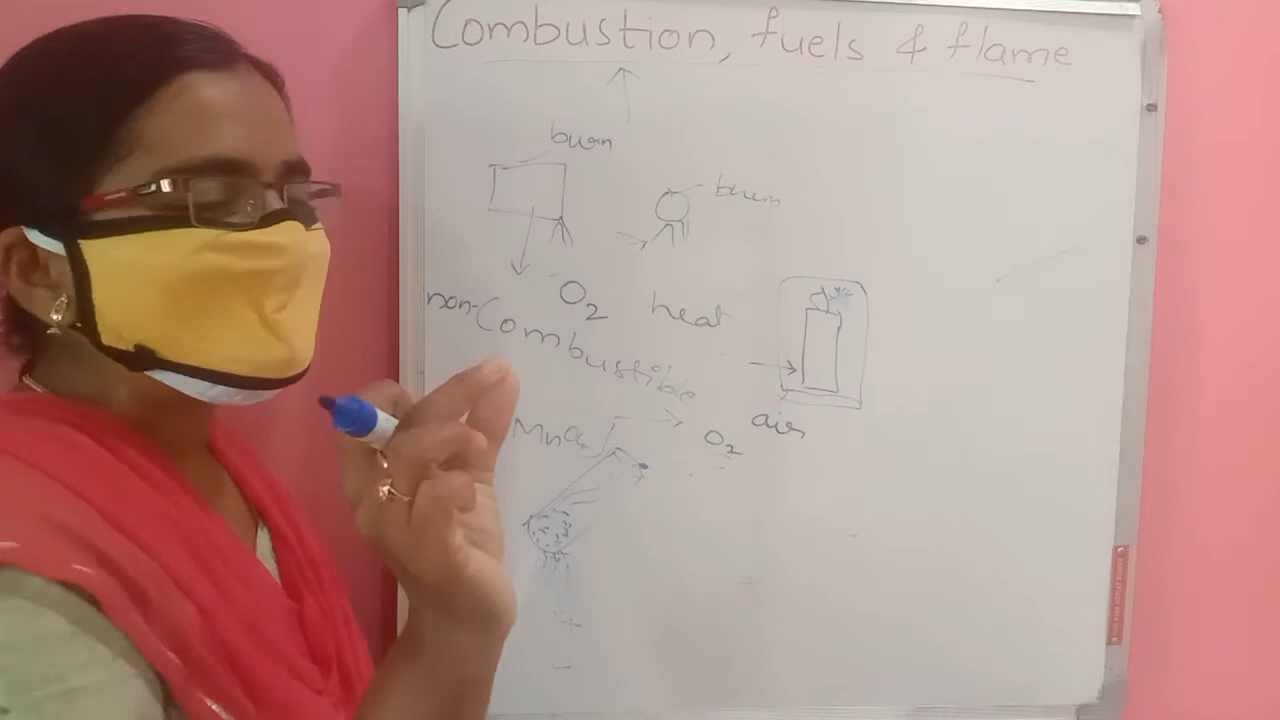 Combustion, fuels & flame
burn
burn
O2 heat
non-Combustible
air
O2